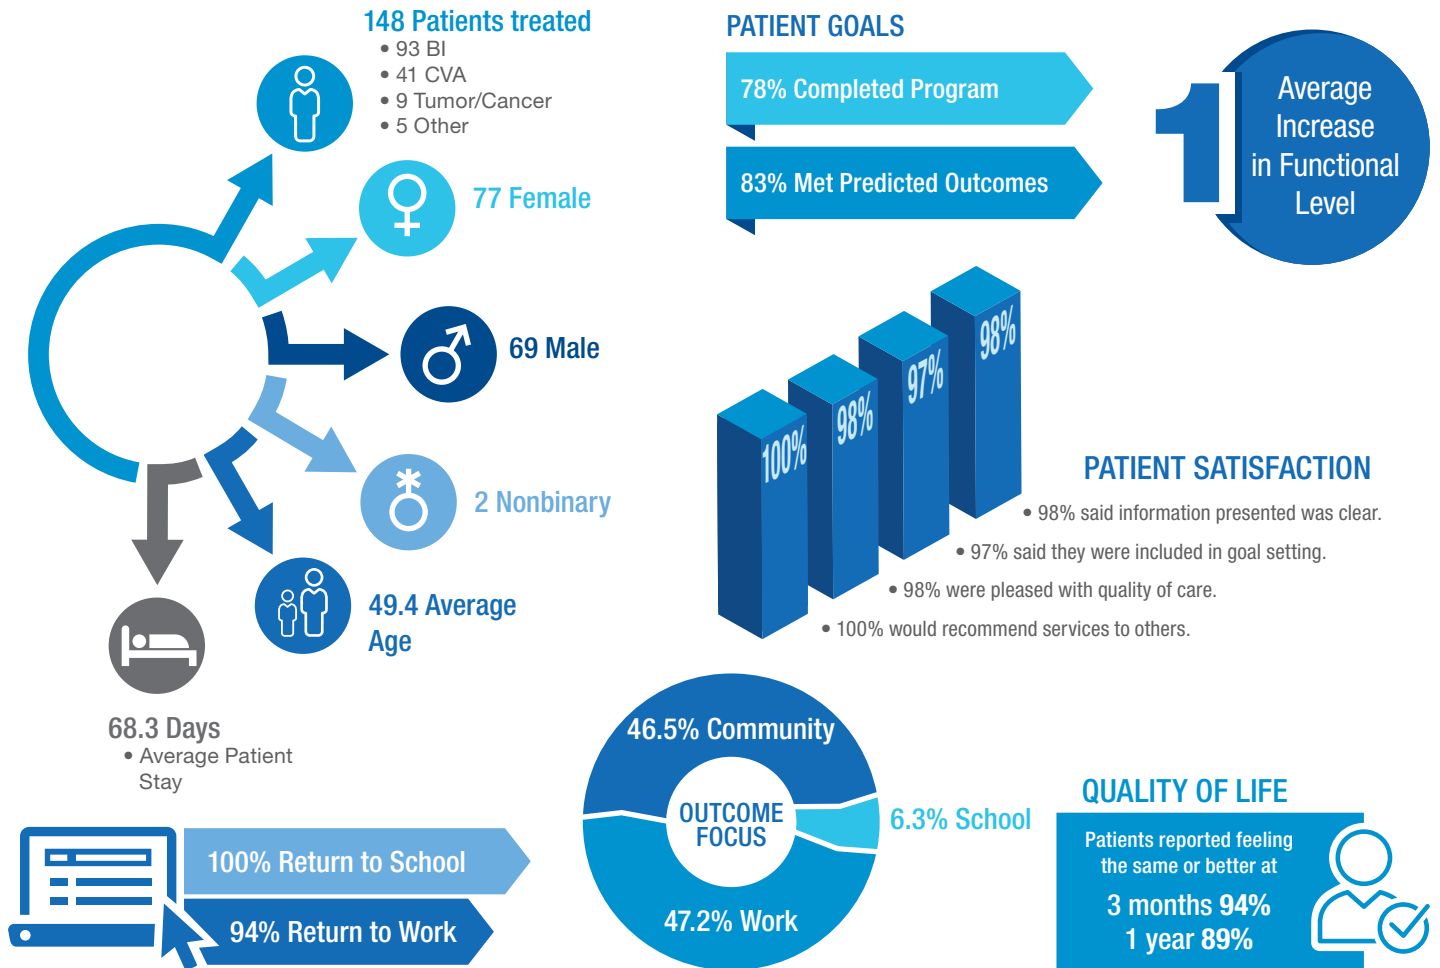 148 Patients treated
• 93 BI
• 41 CVA
• 9 Tumor/Cancer
• 5 Other
77 Female
69 Male
2 Nonbinary
49.4 Average
Age
68.3 Days
• Average Patient
Stay
100% Return to School
94% Return to Work
PATIENT GOALS
78% Completed Program
83% Met Predicted Outcomes
1
Average
Increase
in Functional
Level
100%
98%
97%
98%
PATIENT SATISFACTION
• 98% said information presented was clear.
• 97% said they were included in goal setting.
• 98% were pleased with quality of care.
• 100% would recommend services to others.
46.5% Community
OUTCOME
FOCUS
6.3% School
47.2% Work
QUALITY OF LIFE
Patients reported feeling
the same or better at
3 months 94%
1 year 89%